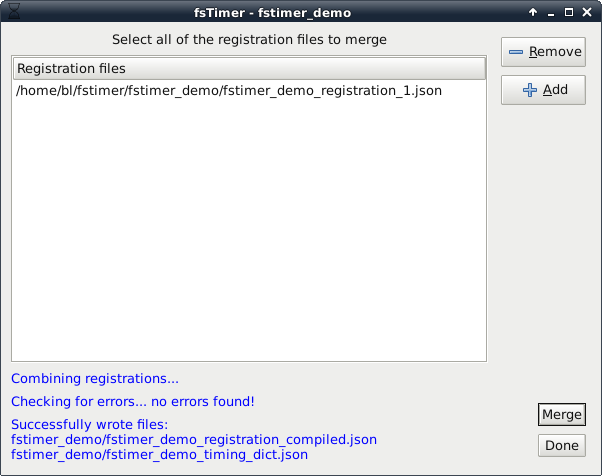 fsTimer - fstimer_demo
Select all of the registration files to merge
Remove
Registration files
/home/bl/fstimer/fstimer_demo/fstimer_demo_registration_1.json
Add
Combining registrations...
Checking for errors... no errors found!
Successfully wrote files:
fstimer_demo/fstimer_demo_registration_compiled.json
fstimer_demo/fstimer_demo_timing_dict.json
Merge
Done